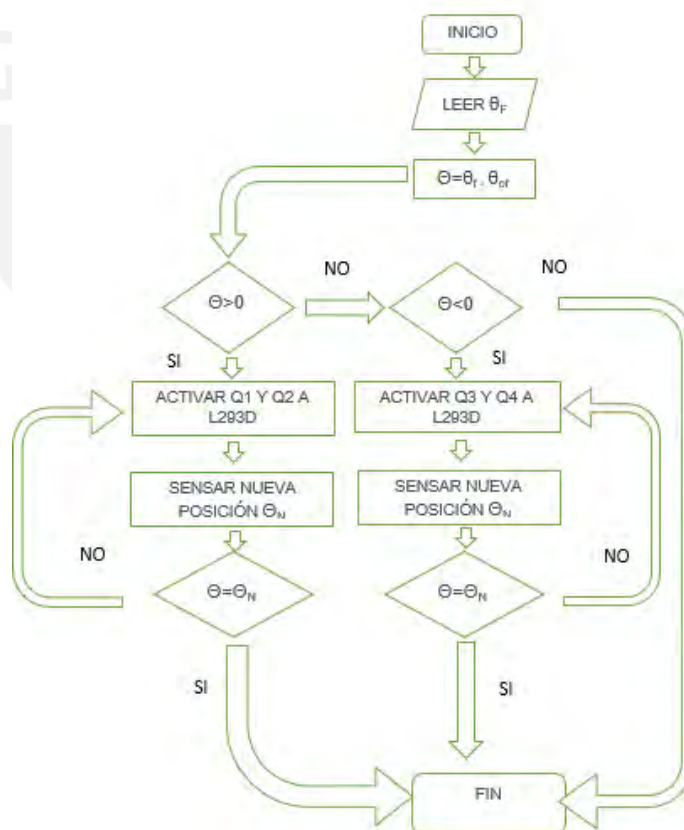 INICIO
LEER θF
Θ=θf - θor
NO
NO
Θ>0
Θ<0
SI
SI
ACTIVAR Q1 Y Q2 A
L293D
ACTIVAR Q3 Y Q4 A
L293D
SENSAR NUEVA
POSICIÓN ΘN
SENSAR NUEVA
POSICIÓN ΘN
NO
NO
Θ=ΘN
Θ=ΘN
SI
SI
FIN